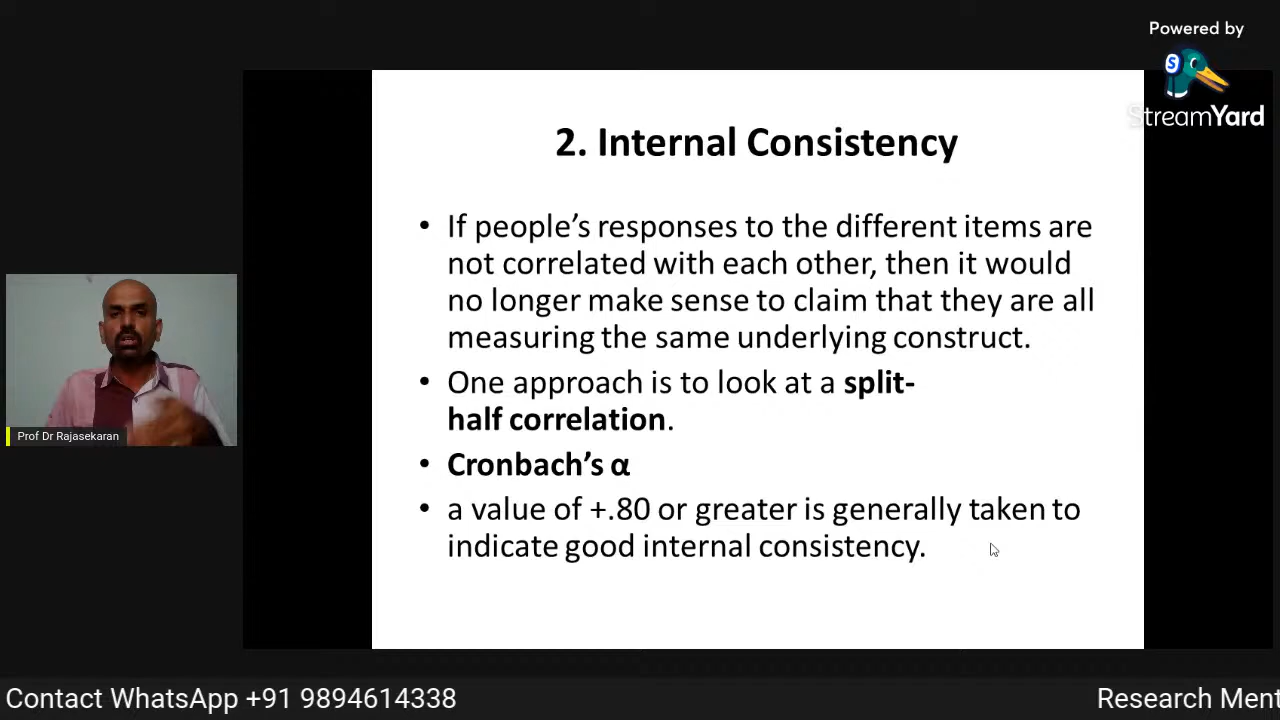 Powered by
StreamYard
2. Internal Consistency
• If people’s responses to the different items are
not correlated with each other, then it would
no longer make sense to claim that they are all
measuring the same underlying construct.
• One approach is to look at a split-
half correlation.
• Cronbach’s α
• a value of +.80 or greater is generally taken to
indicate good internal consistency.
Prof Dr Rajasekaran
Contact WhatsApp +91 9894614338
Research Ment